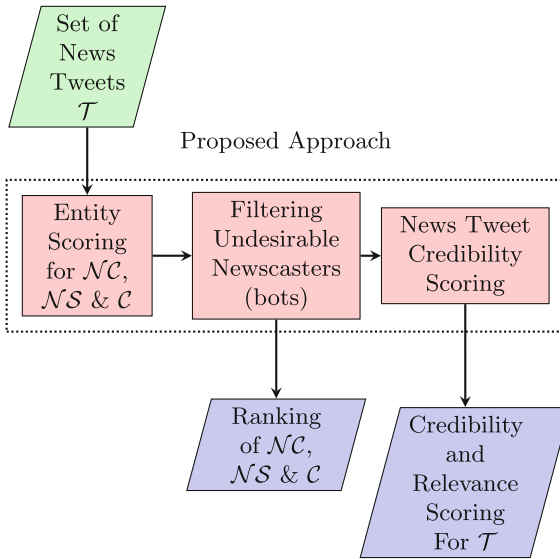 Set of
News
Tweets
𝒯
Proposed Approach
Entity
Scoring
for 𝒩𝒞,
𝒩𝒮 & 𝒞
Filtering
Undesirable
Newscasters
(bots)
News Tweet
Credibility
Scoring
Ranking
of 𝒩𝒞,
𝒩𝒮 & 𝒞
Credibility
and
Relevance
Scoring
For 𝒯